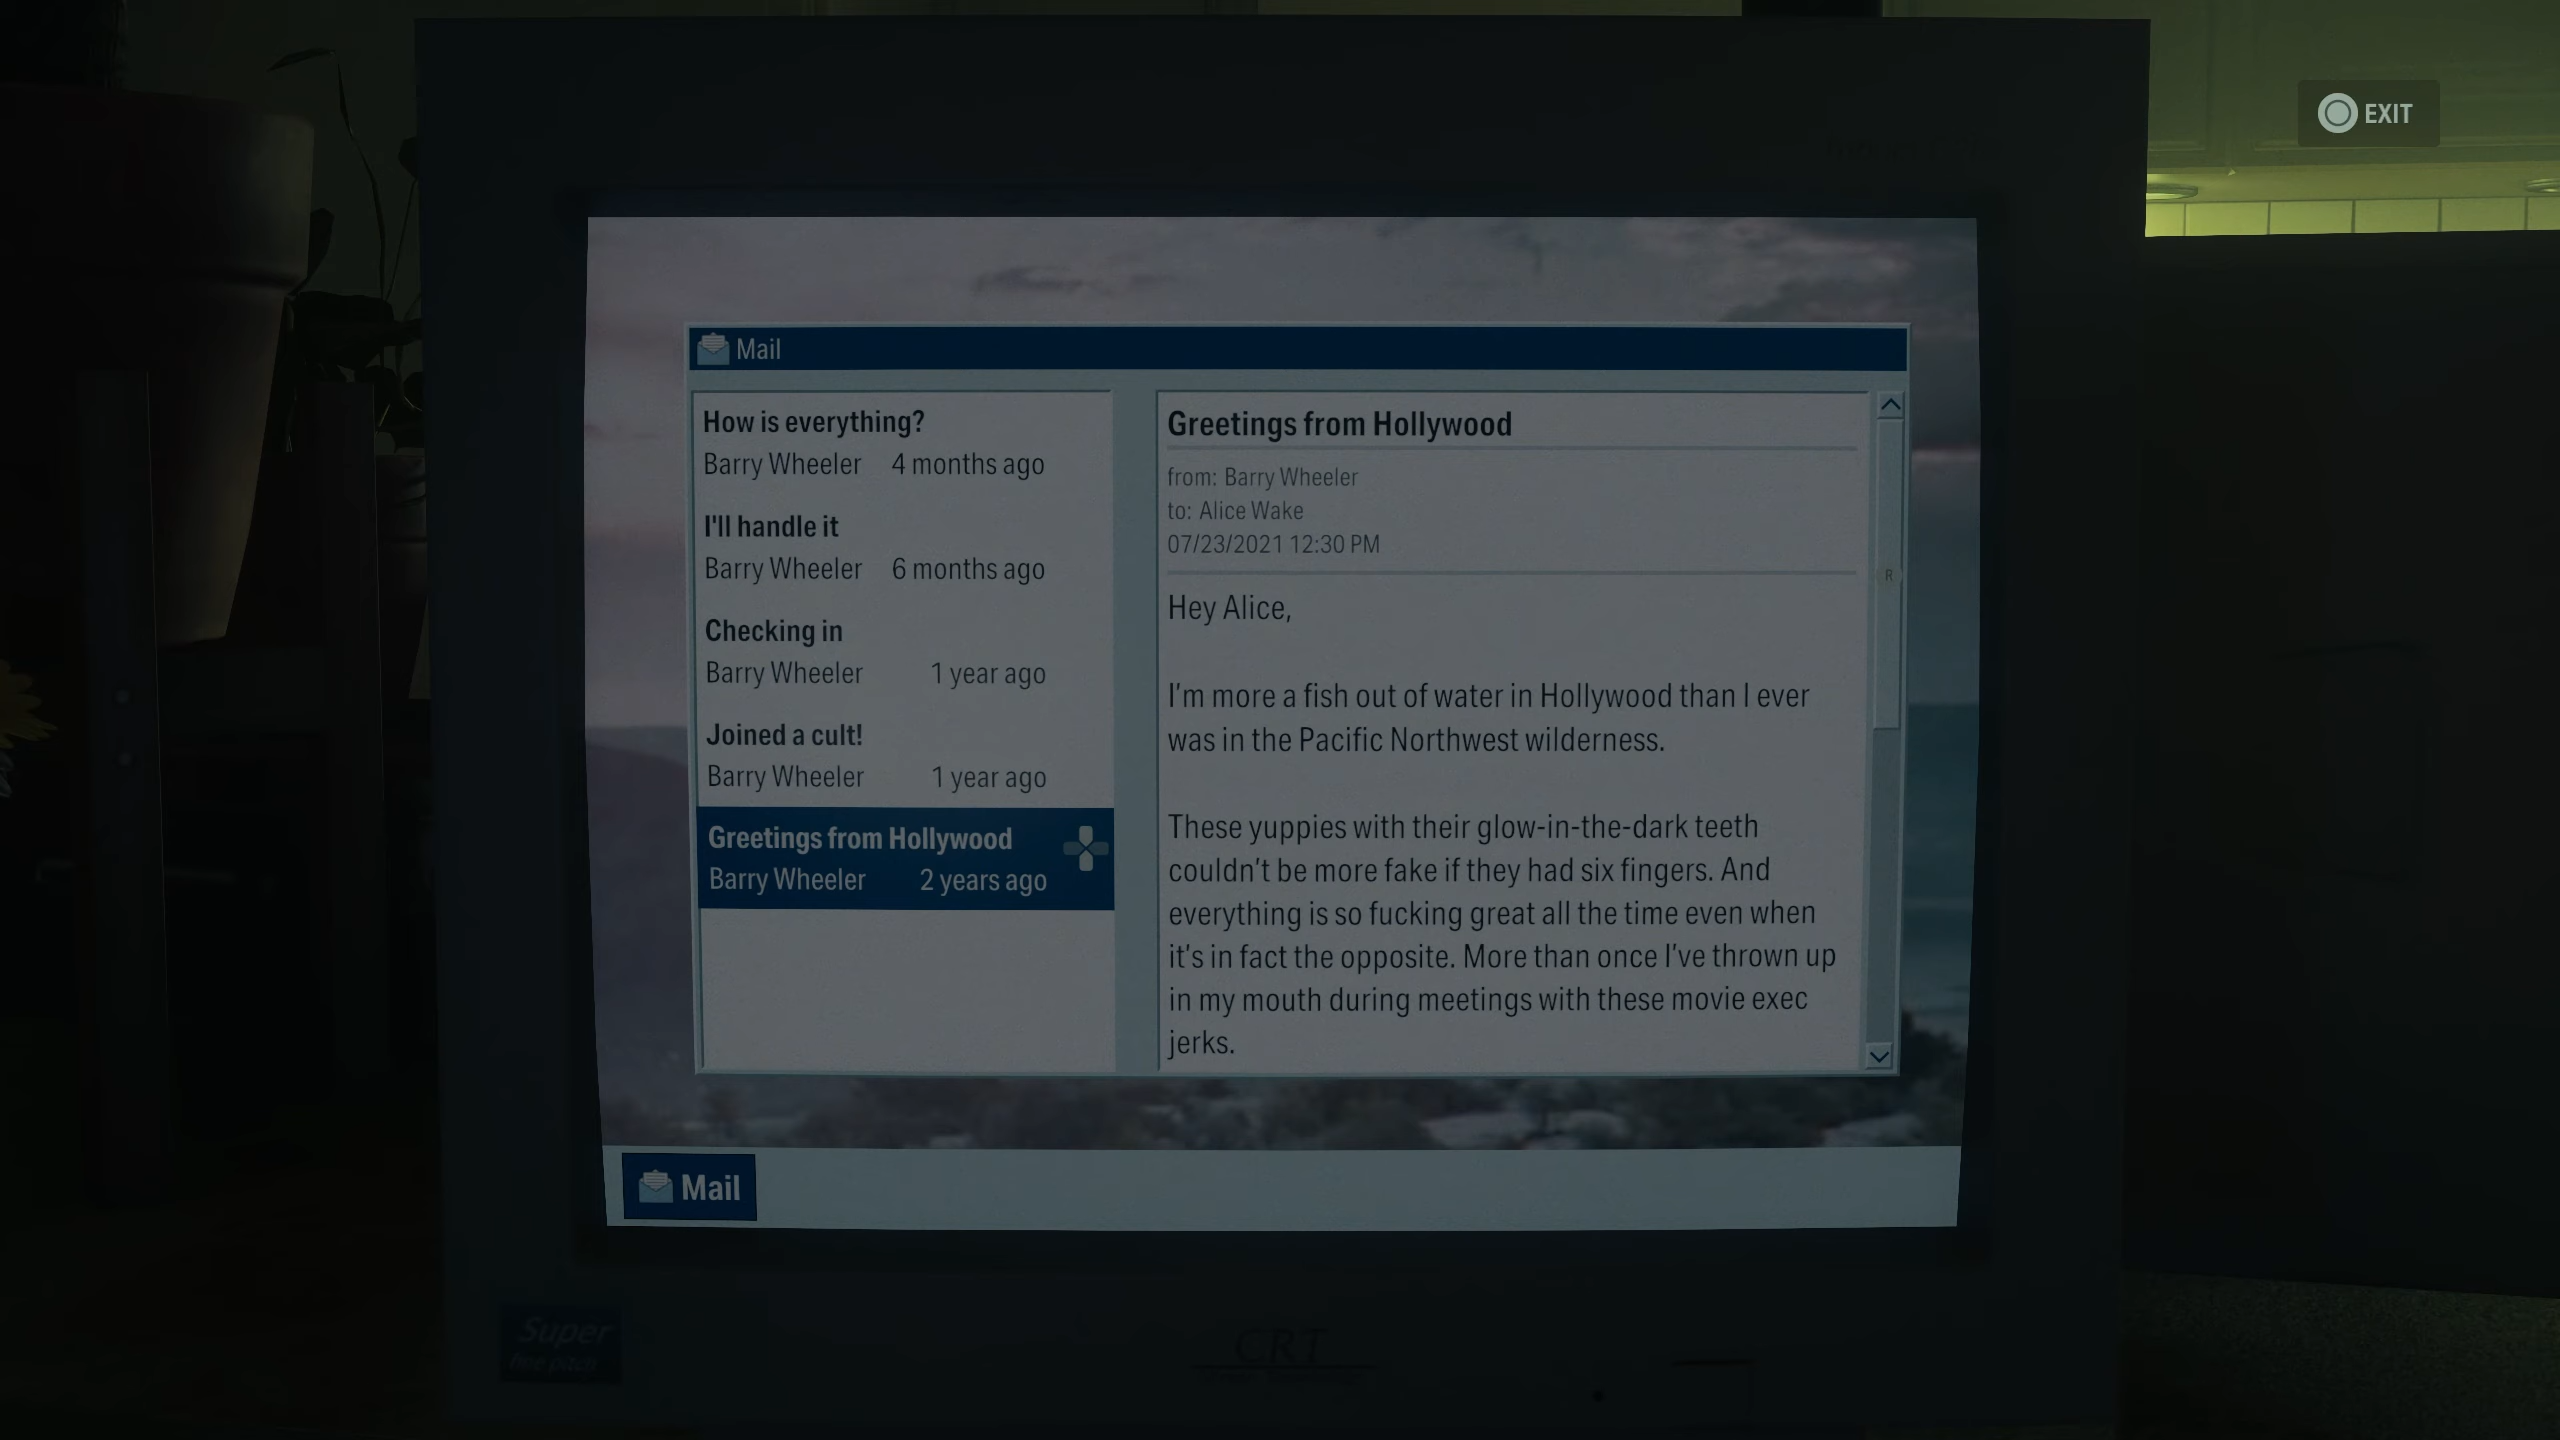 EXIT
Mail
How is everything?
Barry Wheeler 4 months ago
I'll handle it
Barry Wheeler 6 months ago
Checking in
Barry Wheeler 1 year ago
Joined a cult!
Barry Wheeler 1 year ago
Greetings from Hollywood
Barry Wheeler 2 years ago
Greetings from Hollywood
from: Barry Wheeler
to: Alice Wake
07/23/2021 12:30 PM
Hey Alice,
I'm more a fish out of water in Hollywood than I ever
was in the Pacific Northwest wilderness.
These yuppies with their glow-in-the-dark teeth
couldn't be more fake if they had six fingers. And
everything is so fucking great all the time even when
it's in fact the opposite. More than once I've thrown up
in my mouth during meetings with these movie exec
jerks.
R
Mail
Super
fine pitch
CRT